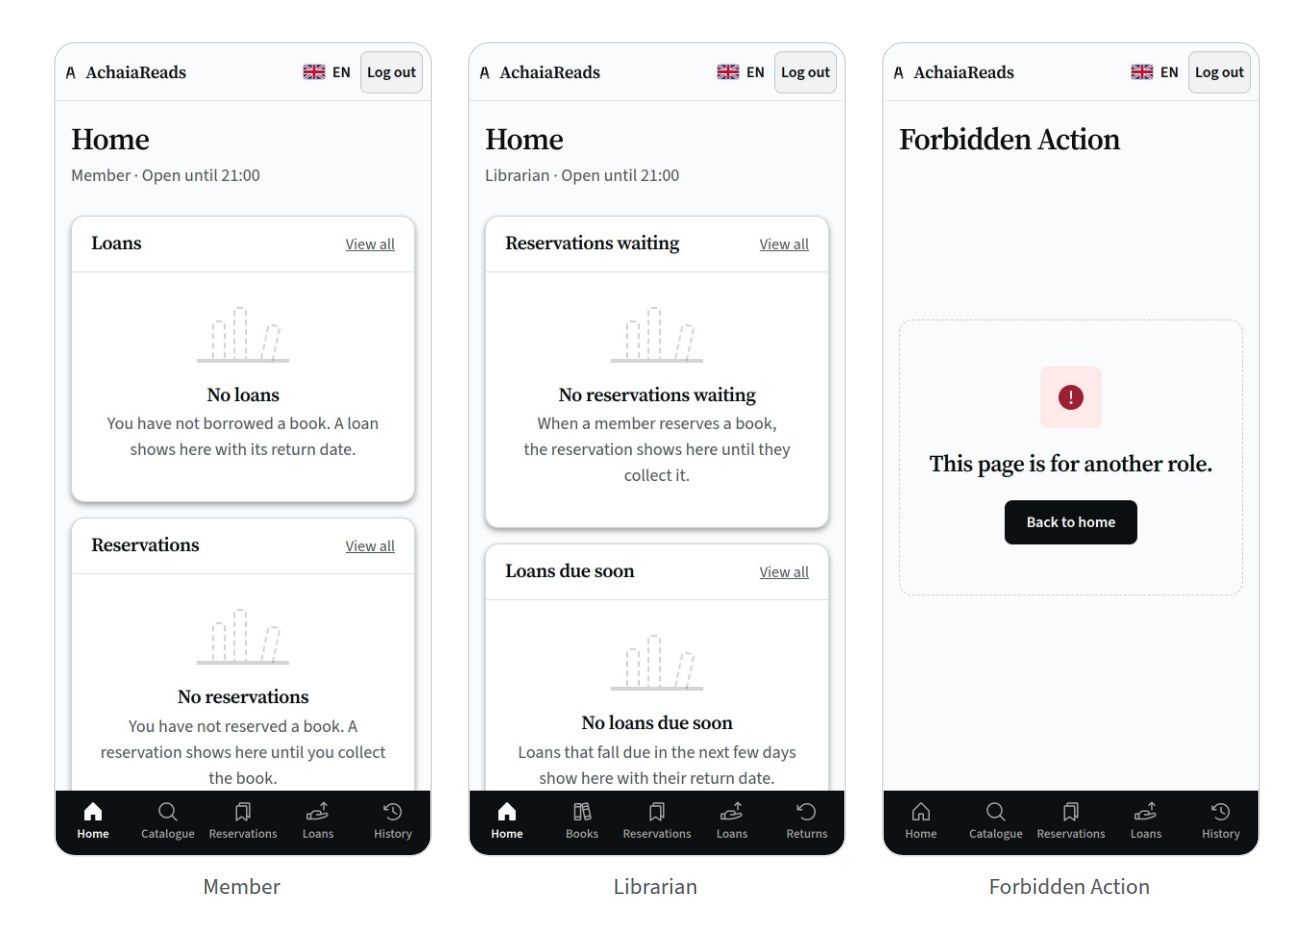 A AchaiaReads EN Log out
Home
Member · Open until 21:00
Loans View all
No loans
You have not borrowed a book. A loan
shows here with its return date.
Reservations View all
No reservations
You have not reserved a book. A
reservation shows here until you collect
the book.
Home Catalogue Reservations Loans History
Member
A AchaiaReads EN Log out
Home
Librarian · Open until 21:00
Reservations waiting View all
No reservations waiting
When a member reserves a book,
the reservation shows here until they
collect it.
Loans due soon View all
No loans due soon
Loans that fall due in the next few days
show here with their return date.
Home Books Reservations Loans Returns
Librarian
A AchaiaReads EN Log out
Forbidden Action
This page is for another role.
Back to home
Home Catalogue Reservations Loans History
Forbidden Action